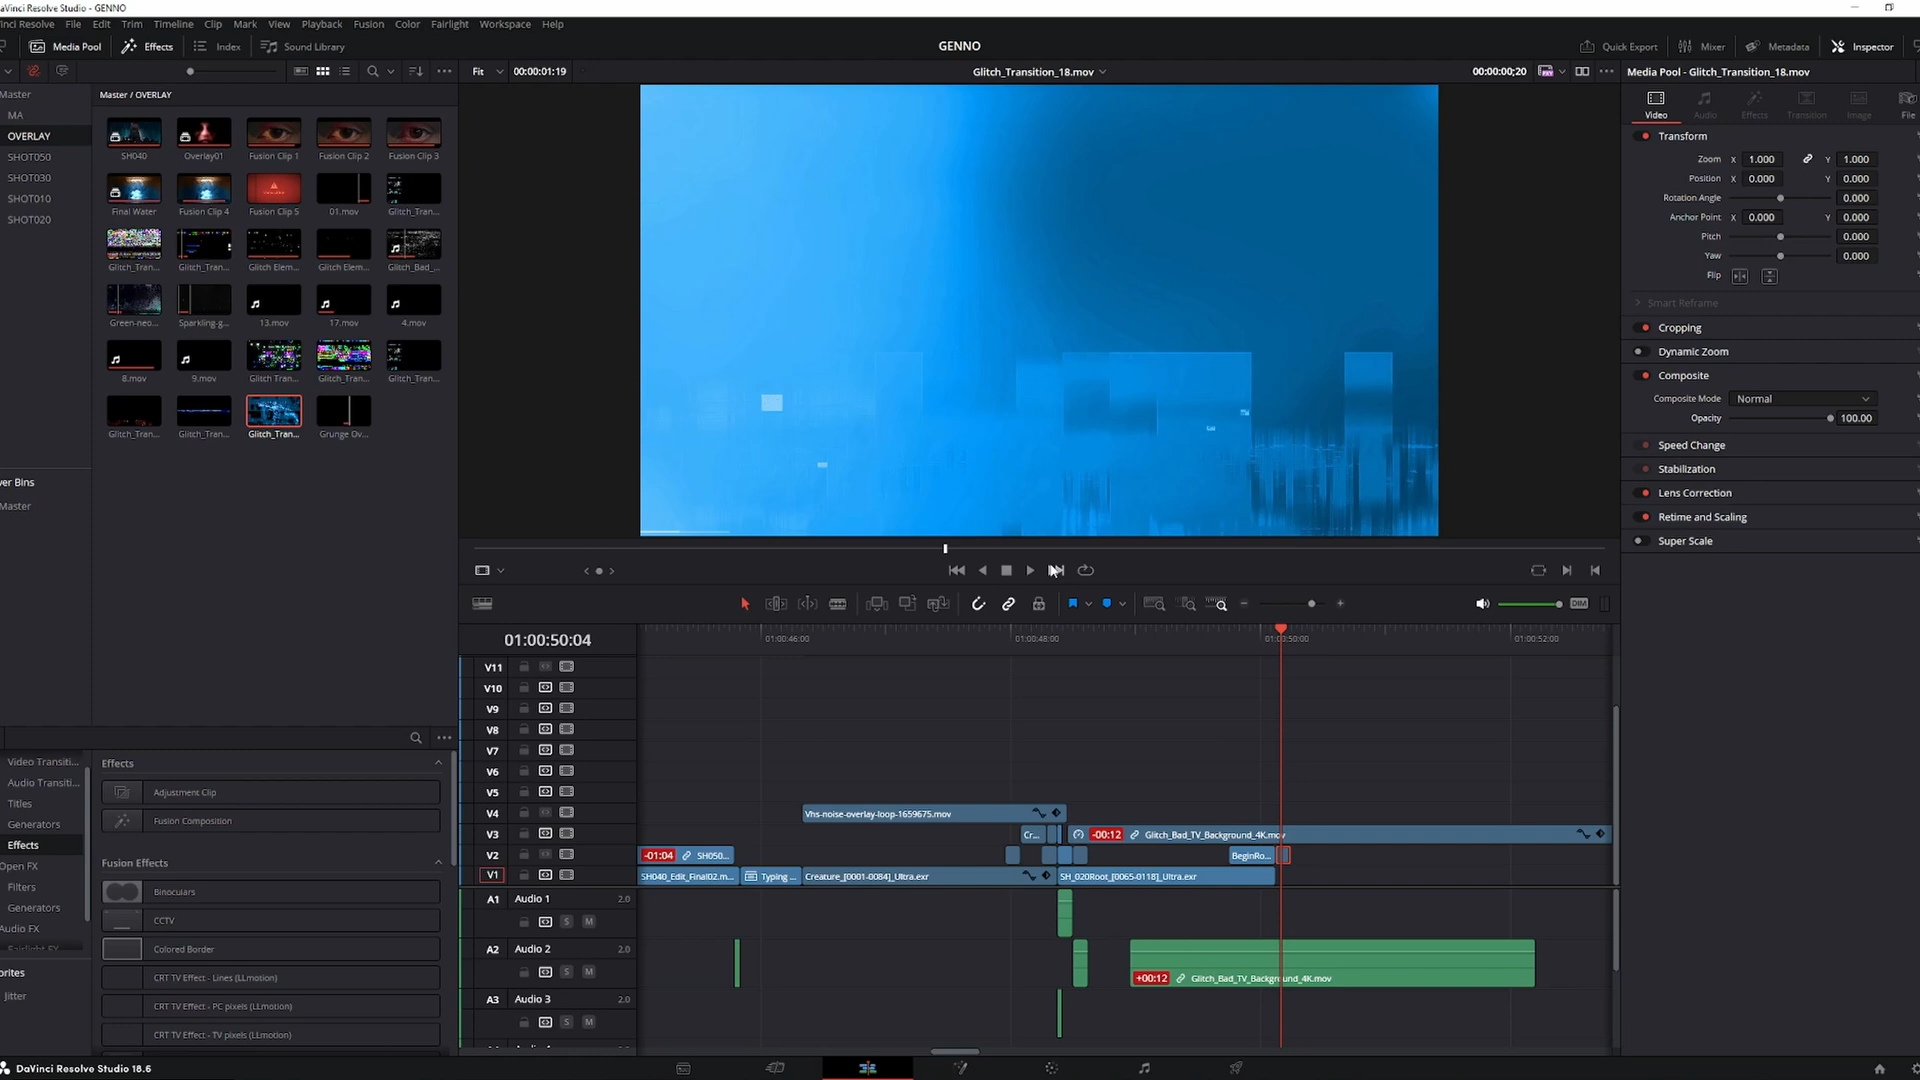 DaVinci Resolve Studio - GENNO
nci Resolve File Edit Trim Timeline Clip Mark View Playback Fusion Color Fairlight Workspace Help
Media Pool Effects Index Sound Library GENNO Quick Export Mixer Metadata Inspector
Fit 00:00:01:19 Glitch_Transition_18.mov 00:00:00;20 Media Pool - Glitch_Transition_18.mov
Master Master / OVERLAY
MA
OVERLAY
SHOT050
SHOT030
SHOT010
SHOT020
SH040 Overlay01 Fusion Clip 1 Fusion Clip 2 Fusion Clip 3
Final Water Fusion Clip 4 Fusion Clip 5 01.mov Glitch_Tran...
Glitch_Tran... Glitch_Tran... Glitch Elem... Glitch Elem... Glitch_Bad_...
Green-neo... Sparkling-g... 13.mov 17.mov 4.mov
8.mov 9.mov Glitch Tran... Glitch_Tran... Glitch_Tran...
Glitch_Tran... Glitch_Tran... Glitch_Tran... Grunge Ov...
ver Bins
Master
Video Audio Effects Transition Image File
Transform
Zoom X 1.000 Y 1.000
Position X 0.000 Y 0.000
Rotation Angle 0.000
Anchor Point X 0.000 Y 0.000
Pitch 0.000
Yaw 0.000
Flip
Smart Reframe
Cropping
Dynamic Zoom
Composite
Composite Mode Normal
Opacity 100.00
Speed Change
Stabilization
Lens Correction
Retime and Scaling
Super Scale
DIM
01:00:50:04 01:00:46:00 01:00:48:00 01:00:50:00 01:00:52:00
V11
V10
V9
V8
V7
V6
V5
V4 Vhs-noise-overlay-loop-1659675.mov
V3 Cr... -00:12 Glitch_Bad_TV_Background_4K.mov
V2 -01:04 SH050... BeginRo...
V1 SH040_Edit_Final02.m... Typing ... Creature_[0001-0084]_Ultra.exr SH_020Root_[0065-0118]_Ultra.exr
A1 Audio 1 2.0
S M
A2 Audio 2 2.0
S M +00:12 Glitch_Bad_TV_Background_4K.mov
A3 Audio 3 2.0
S M
Video Transiti...
Audio Transiti...
Titles
Generators
Effects
Open FX
Filters
Generators
Audio FX
Fairlight FX
orites
Jitter
Effects
Adjustment Clip
Fusion Composition
Fusion Effects
Binoculars
CCTV
Colored Border
CRT TV Effect - Lines (LLmotion)
CRT TV Effect - PC pixels (LLmotion)
CRT TV Effect - TV pixels (LLmotion)
DaVinci Resolve Studio 18.6